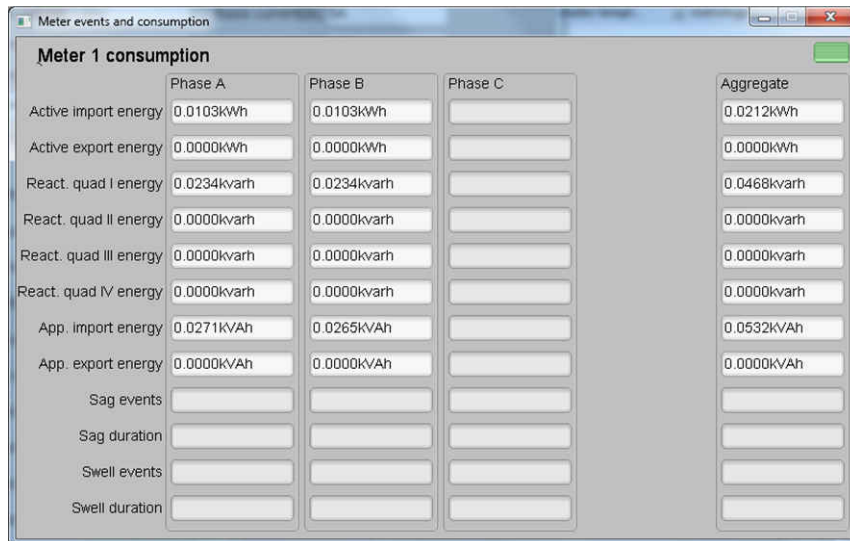 Meter events and consumption
Meter 1 consumption
Phase A Phase B Phase C Aggregate
Active import energy 0.0103kWh 0.0103kWh 0.0212kWh
Active export energy 0.0000kWh 0.0000kWh 0.0000kWh
React. quad I energy 0.0234kvarh 0.0234kvarh 0.0468kvarh
React. quad II energy 0.0000kvarh 0.0000kvarh 0.0000kvarh
React. quad III energy 0.0000kvarh 0.0000kvarh 0.0000kvarh
React. quad IV energy 0.0000kvarh 0.0000kvarh 0.0000kvarh
App. import energy 0.0271kVAh 0.0265kVAh 0.0532kVAh
App. export energy 0.0000kVAh 0.0000kVAh 0.0000kVAh
Sag events
Sag duration
Swell events
Swell duration